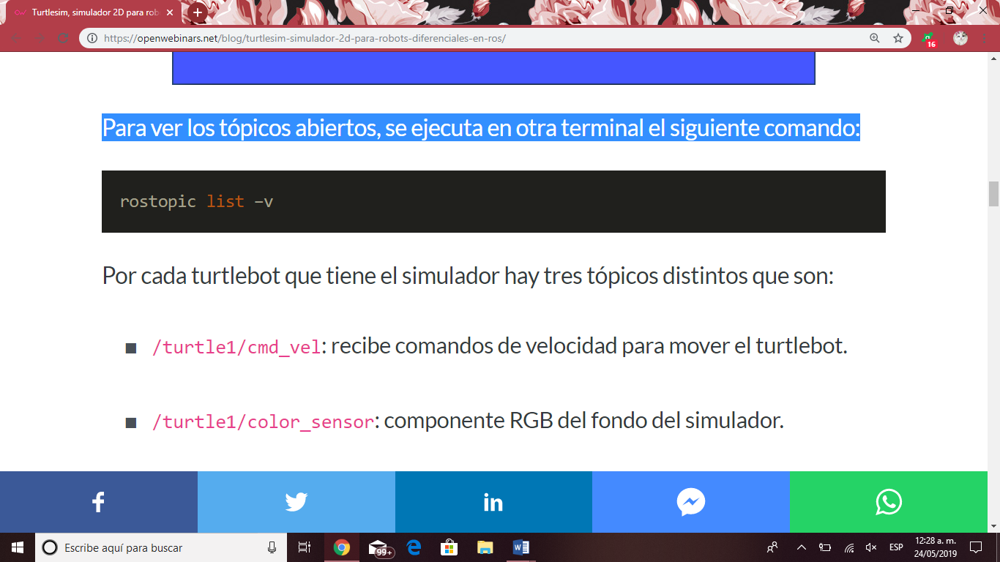 Turtlesim, simulador 2D para rob
https://openwebinars.net/blog/turtlesim-simulador-2d-para-robots-diferenciales-en-ros/
16
Para ver los tópicos abiertos, se ejecuta en otra terminal el siguiente comando:
rostopic list –v
Por cada turtlebot que tiene el simulador hay tres tópicos distintos que son:
/turtle1/cmd_vel: recibe comandos de velocidad para mover el turtlebot.
/turtle1/color_sensor: componente RGB del fondo del simulador.
Escribe aquí para buscar
99+
ESP
12:28 a. m.
24/05/2019